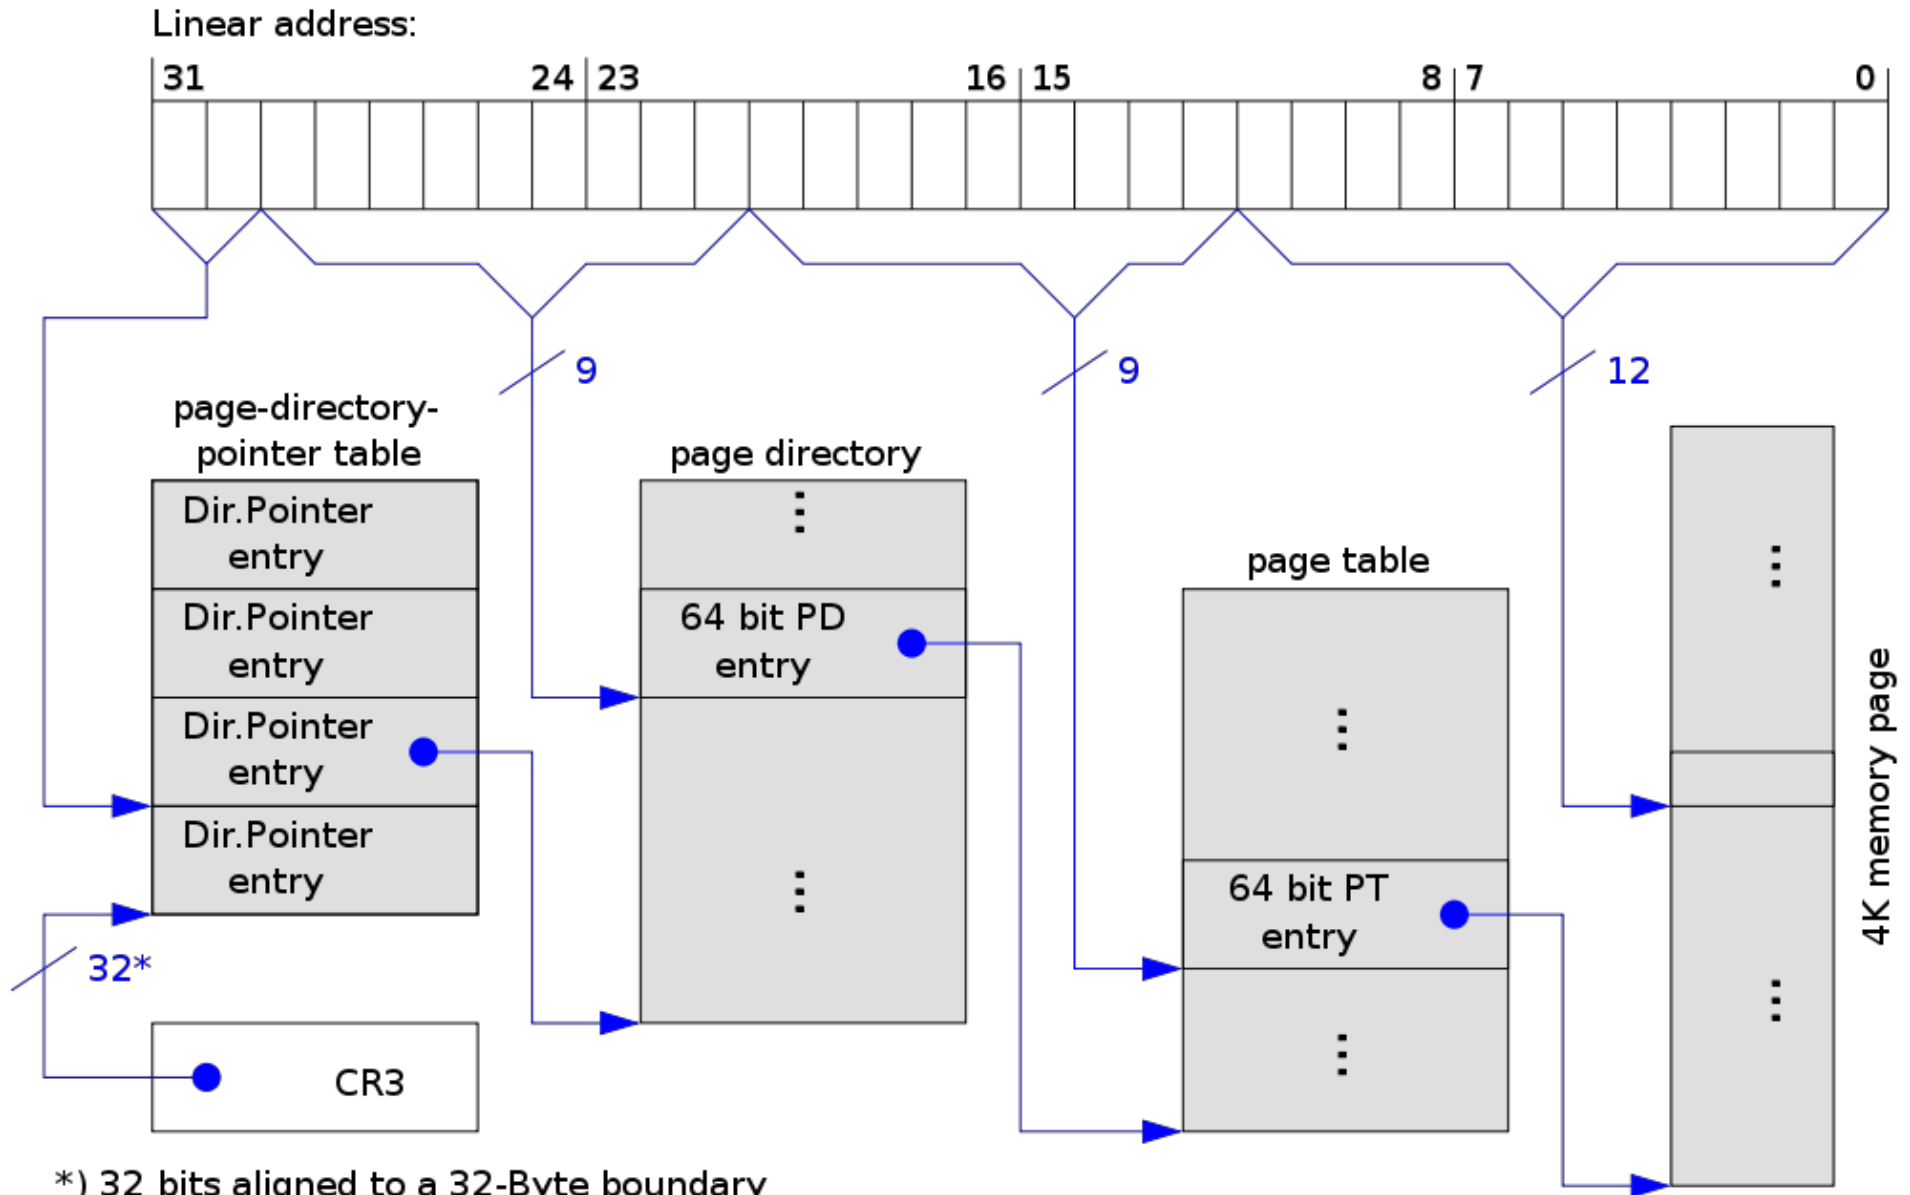 Linear address:
31 24 23 16 15 8 7 0
9 9 12
page-directory-
pointer table
page directory
page table
Dir.Pointer
entry
Dir.Pointer
entry
Dir.Pointer
entry
Dir.Pointer
entry
64 bit PD
entry
64 bit PT
entry
4K memory page
32*
CR3
*) 32 bits aligned to a 32-Byte boundary